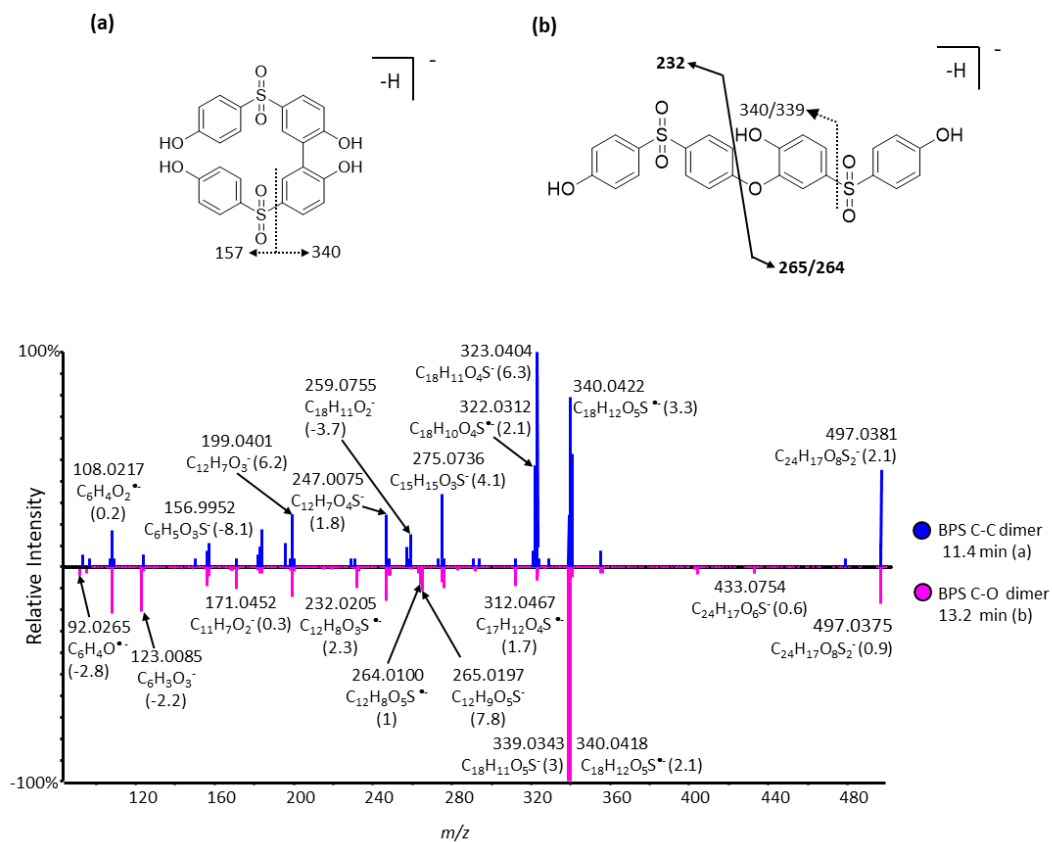 (a)
(b)
-H
-
-H
-
O
S
O
HO
OH
HO
OH
S
O
O
157
340
232
340/339
O
S
O
HO
HO
O
OH
S
O
O
265/264
100%
323.0404
C₁₈H₁₁O₄S⁻(6.3)
259.0755
C₁₈H₁₁O₂⁻
(-3.7)
340.0422
C₁₈H₁₂O₅S•⁻(3.3)
322.0312
C₁₈H₁₀O₄S•⁻(2.1)
199.0401
C₁₂H₇O₃⁻(6.2)
497.0381
C₂₄H₁₇O₈S₂⁻
(2.1)
275.0736
C₁₅H₁₅O₃S⁻(4.1)
108.0217
C₆H₄O₂•⁻
(0.2)
247.0075
C₁₂H₇O₄S⁻
(1.8)
156.9952
C₆H₅O₃S⁻(-8.1)
BPS C-C dimer
11.4 min (a)
BPS C-O dimer
13.2 min (b)
Relative Intensity
171.0452
C₁₁H₇O₂⁻(0.3)
232.0205
C₁₂H₈O₃S•⁻
(2.3)
312.0467
C₁₇H₁₂O₄S•⁻
(1.7)
433.0754
C₂₄H₁₇O₆S⁻(0.6)
497.0375
C₂₄H₁₇O₈S₂⁻(0.9)
92.0265
C₆H₄O•⁻
(-2.8)
123.0085
C₆H₃O₃⁻
(-2.2)
264.0100
C₁₂H₈O₅S•⁻
(1)
265.0197
C₁₂H₉O₅S⁻
(7.8)
339.0343
C₁₈H₁₁O₅S⁻(3)
340.0418
C₁₈H₁₂O₅S•⁻(2.1)
-100%
120 160 200 240 280 320 360 400 440 480
m/z